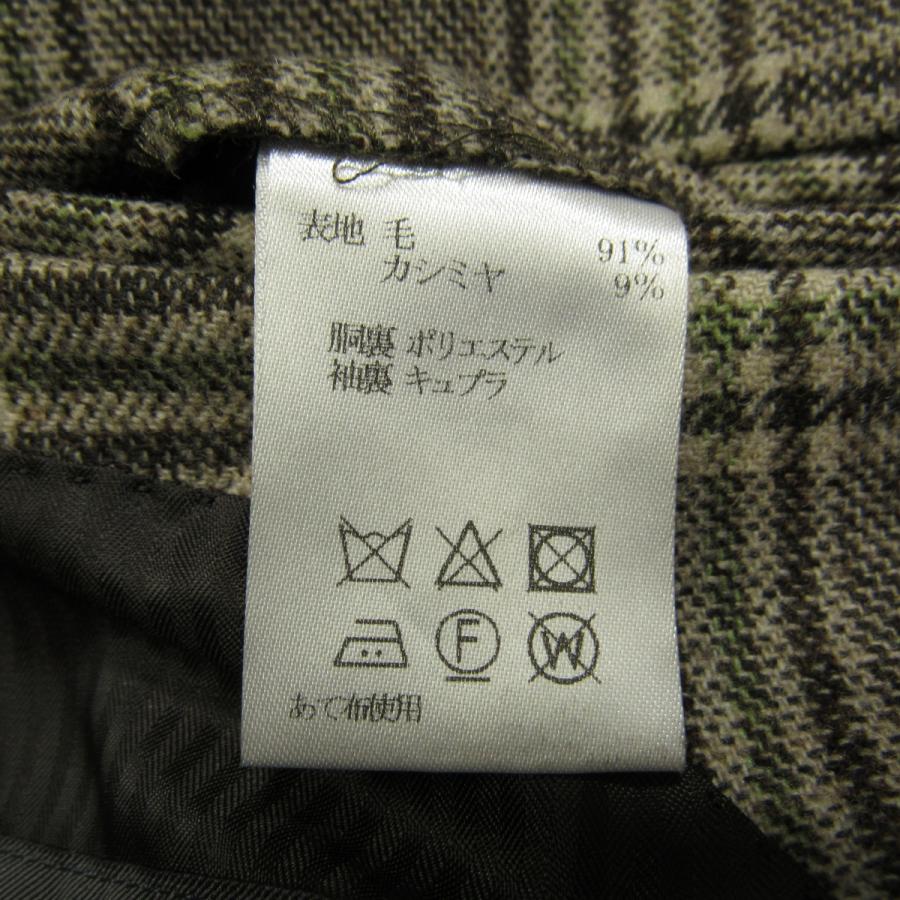 表地 毛 91%
カシミヤ 9%
胴裏 ポリエステル
袖裏 キュプラ
F
W
あて布使用